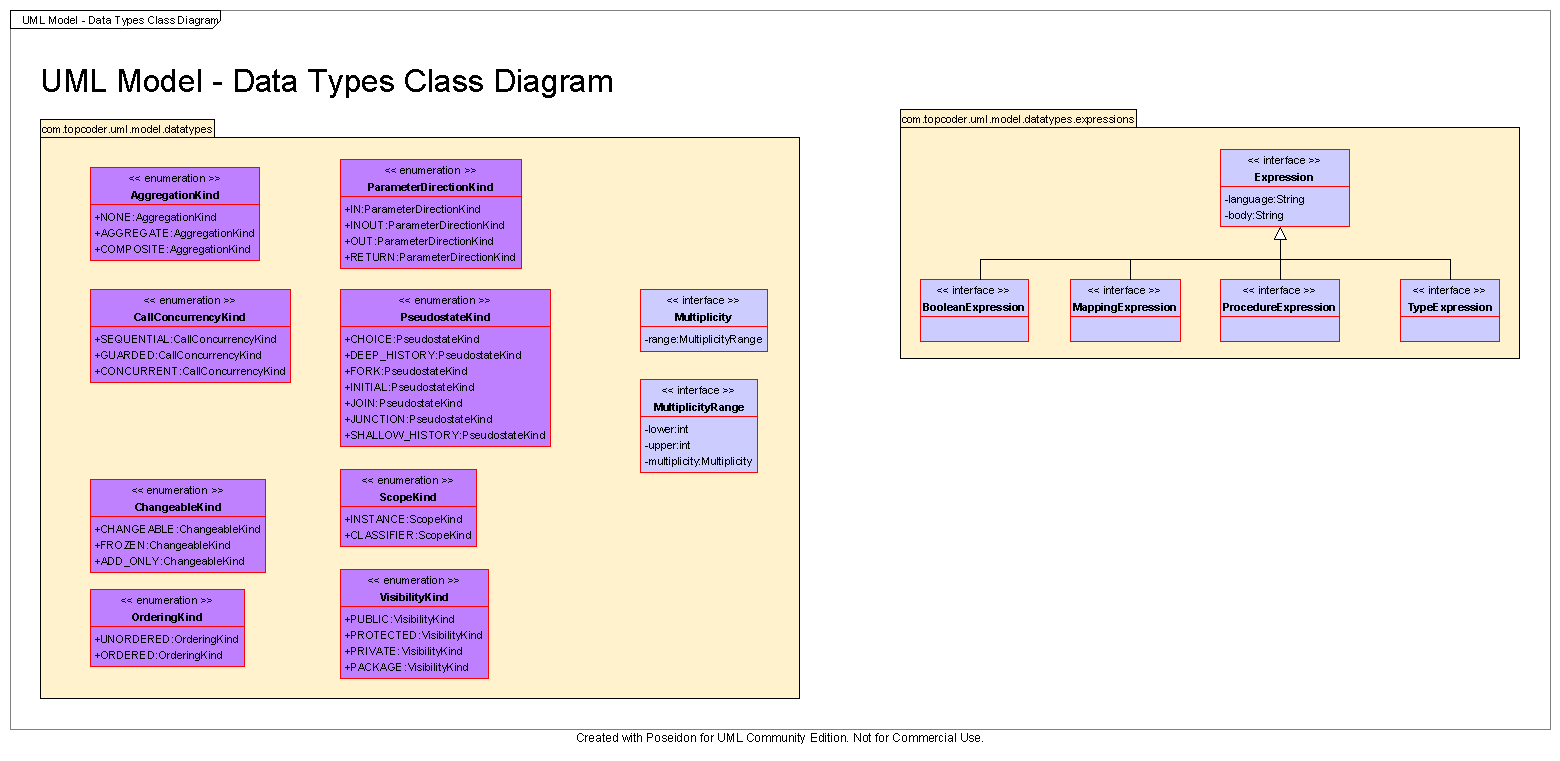 UML Model - Data Types Class Diagram
UML Model - Data Types Class Diagram
com.topcoder.uml.model.datatypes
<< enumeration >>
AggregationKind
+NONE:AggregationKind
+AGGREGATE:AggregationKind
+COMPOSITE:AggregationKind
<< enumeration >>
ParameterDirectionKind
+IN:ParameterDirectionKind
+INOUT:ParameterDirectionKind
+OUT:ParameterDirectionKind
+RETURN:ParameterDirectionKind
<< enumeration >>
CallConcurrencyKind
+SEQUENTIAL:CallConcurrencyKind
+GUARDED:CallConcurrencyKind
+CONCURRENT:CallConcurrencyKind
<< enumeration >>
PseudostateKind
+CHOICE:PseudostateKind
+DEEP_HISTORY:PseudostateKind
+FORK:PseudostateKind
+INITIAL:PseudostateKind
+JOIN:PseudostateKind
+JUNCTION:PseudostateKind
+SHALLOW_HISTORY:PseudostateKind
<< interface >>
Multiplicity
-range:MultiplicityRange
<< interface >>
MultiplicityRange
-lower:int
-upper:int
-multiplicity:Multiplicity
<< enumeration >>
ChangeableKind
+CHANGEABLE:ChangeableKind
+FROZEN:ChangeableKind
+ADD_ONLY:ChangeableKind
<< enumeration >>
ScopeKind
+INSTANCE:ScopeKind
+CLASSIFIER:ScopeKind
<< enumeration >>
OrderingKind
+UNORDERED:OrderingKind
+ORDERED:OrderingKind
<< enumeration >>
VisibilityKind
+PUBLIC:VisibilityKind
+PROTECTED:VisibilityKind
+PRIVATE:VisibilityKind
+PACKAGE:VisibilityKind
com.topcoder.uml.model.datatypes.expressions
<< interface >>
Expression
-language:String
-body:String
<< interface >>
BooleanExpression
<< interface >>
MappingExpression
<< interface >>
ProcedureExpression
<< interface >>
TypeExpression
Created with Poseidon for UML Community Edition. Not for Commercial Use.